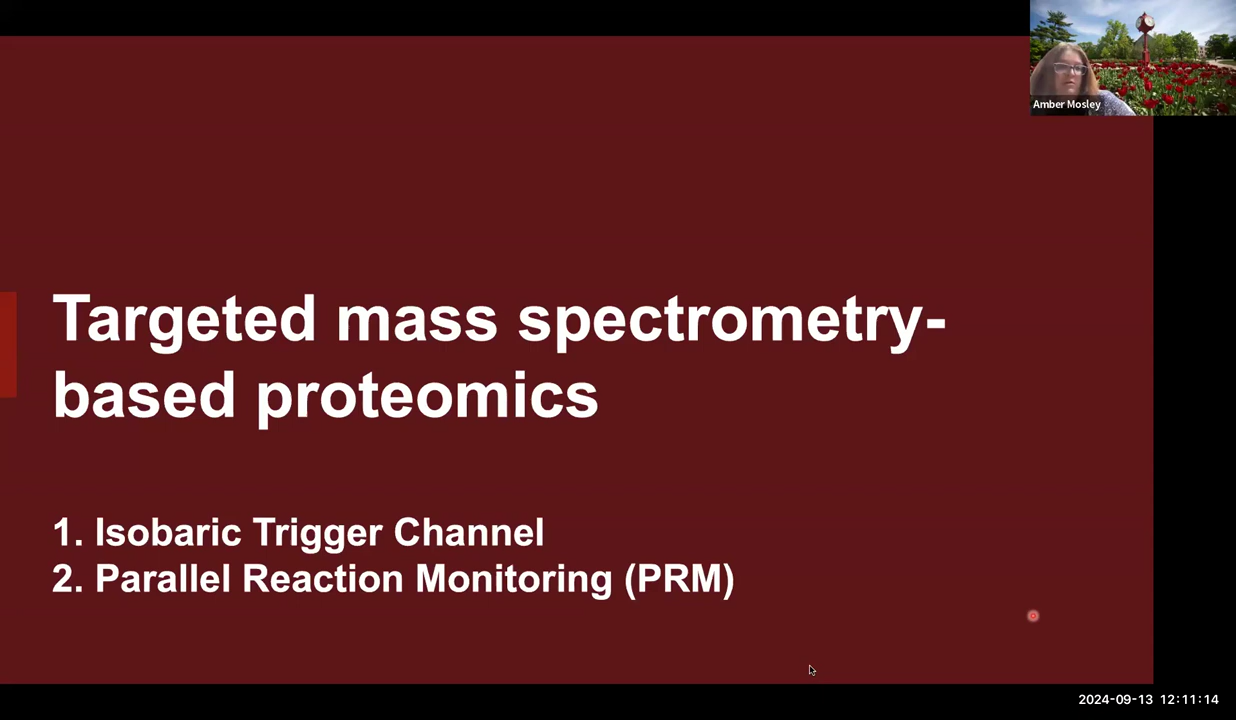 Amber Mosley
Targeted mass spectrometry-
based proteomics
1. Isobaric Trigger Channel
2. Parallel Reaction Monitoring (PRM)
2024-09-13 12:11:14